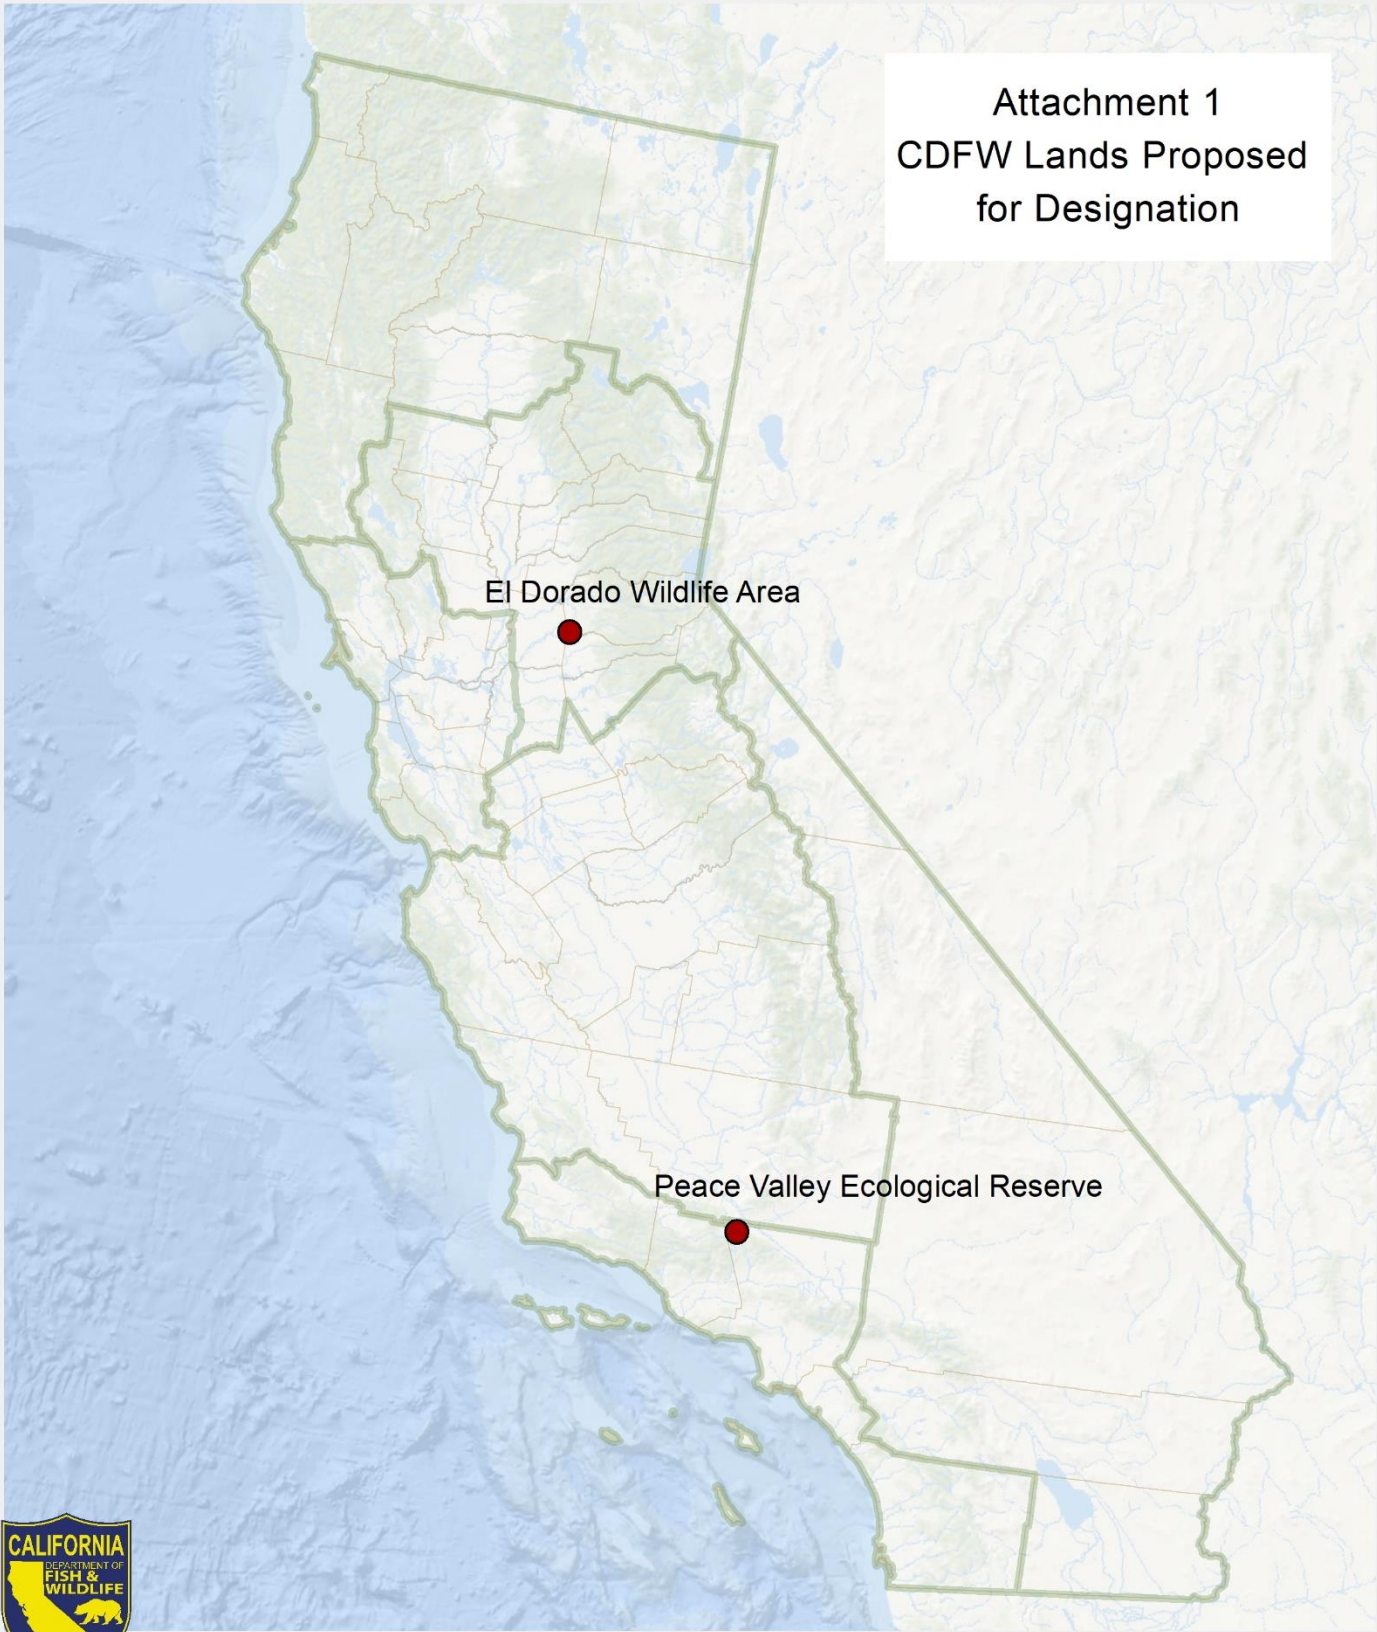 Attachment 1
CDFW Lands Proposed
for Designation
El Dorado Wildlife Area
Peace Valley Ecological Reserve
CALIFORNIA
DEPARTMENT OF
FISH &
WILDLIFE